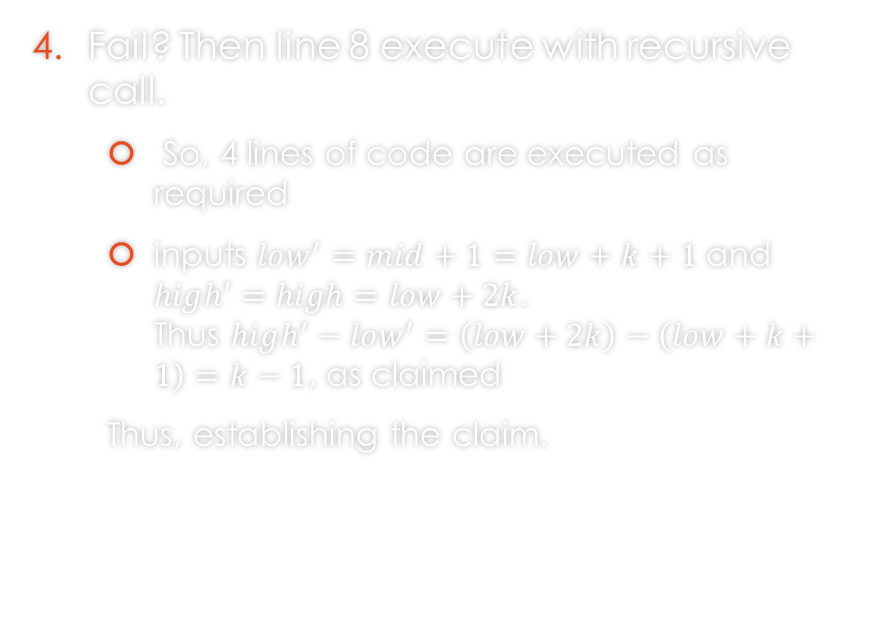 4. Fail? Then line 8 execute with recursive
call.
So, 4 lines of code are executed as
required
inputs low′ = mid + 1 = low + k + 1 and
high′ = high = low + 2k.
Thus high′ − low′ = (low + 2k) − (low + k +
1) = k − 1, as claimed
Thus, establishing the claim.